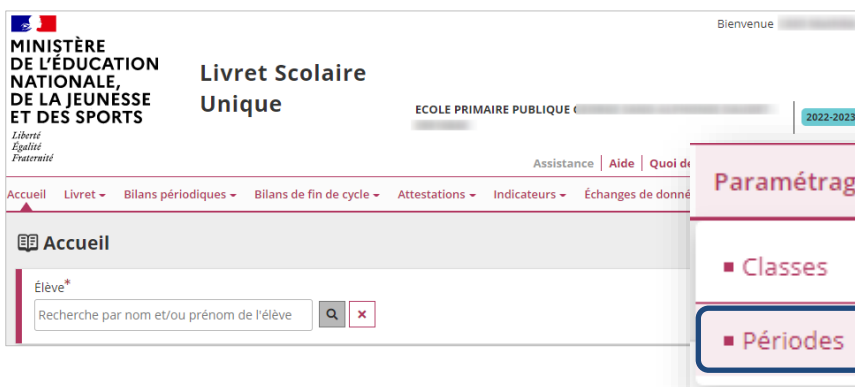 MINISTÈRE
DE L'ÉDUCATION
NATIONALE,
DE LA JEUNESSE
ET DES SPORTS
Liberté
Égalité
Fraternité
Livret Scolaire
Unique
Bienvenue
ECOLE PRIMAIRE PUBLIQUE
2022-2023
Assistance | Aide | Quoi de
Accueil Livret Bilans périodiques Bilans de fin de cycle Attestations Indicateurs Échanges de donné
Accueil
Élève*
Recherche par nom et/ou prénom de l'élève
Paramétrag
Classes
Périodes